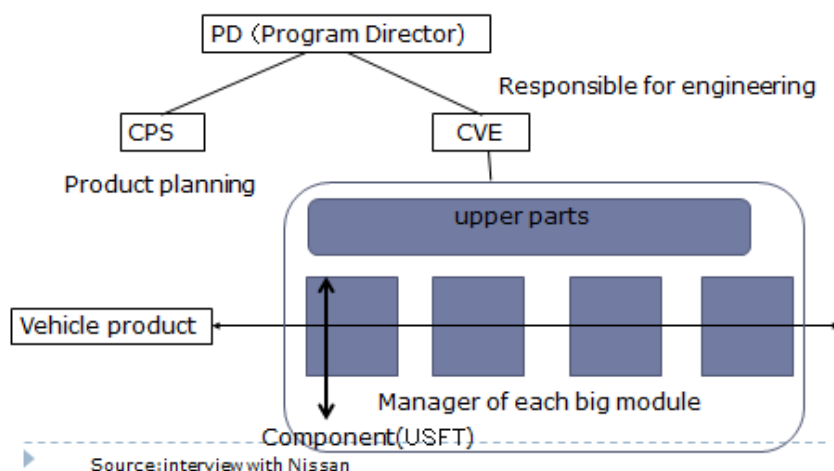 PD （Program Director)
Responsible for engineering
CPS
CVE
Product planning
upper parts
Vehicle product
Manager of each big module
Component(USFT)
Source:interview with Nissan